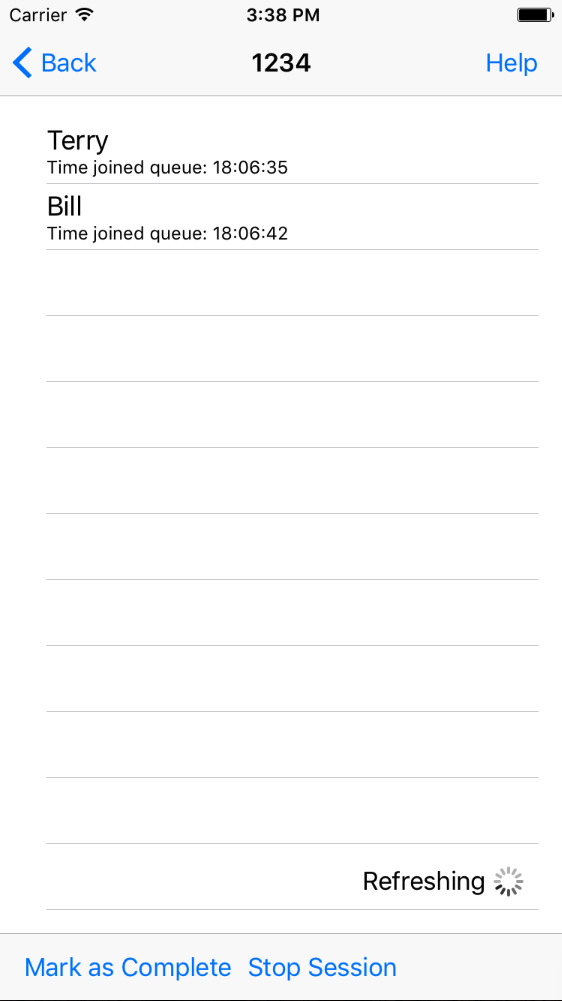 Carrier 3:38 PM
Back 1234 Help
Terry
Time joined queue: 18:06:35
Bill
Time joined queue: 18:06:42
Refreshing
Mark as Complete Stop Session